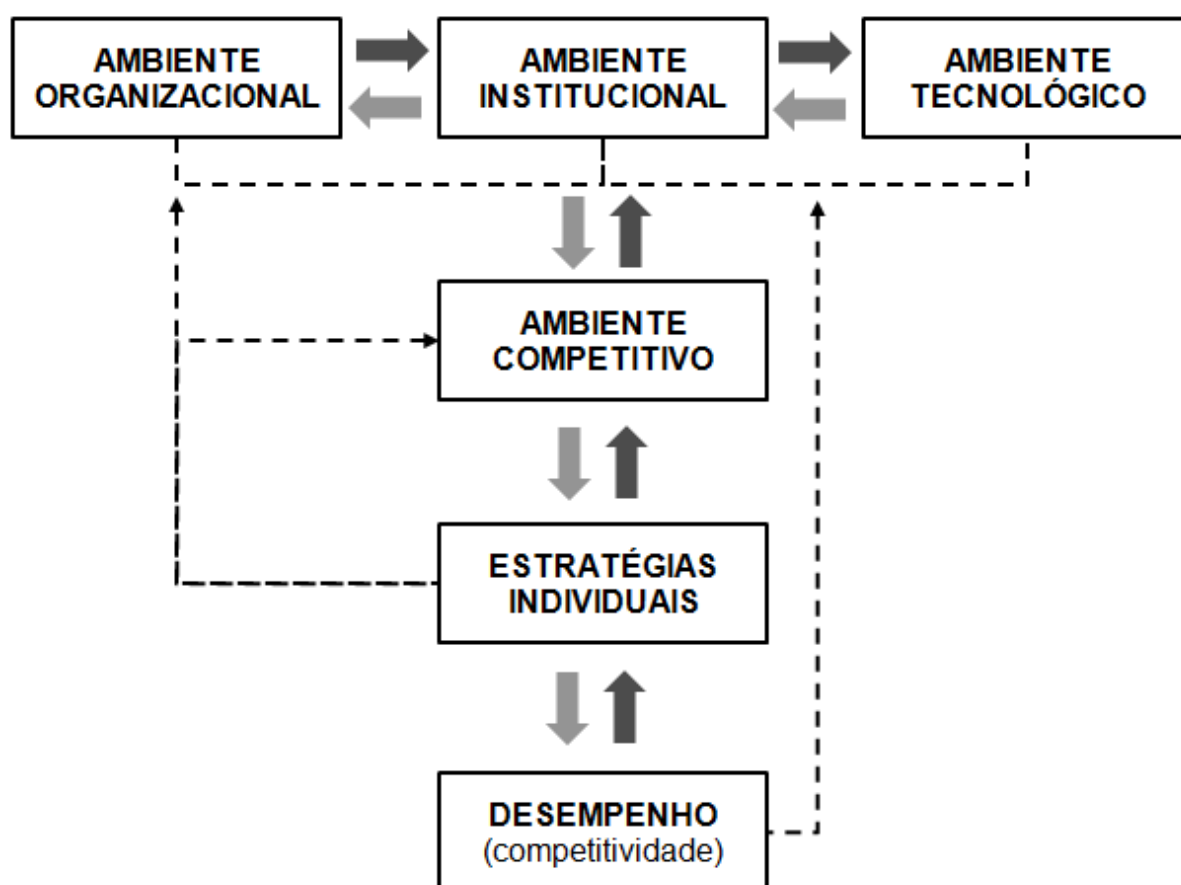 AMBIENTE
ORGANIZACIONAL
AMBIENTE
INSTITUCIONAL
AMBIENTE
TECNOLÓGICO
AMBIENTE
COMPETITIVO
ESTRATÉGIAS
INDIVIDUAIS
DESEMPENHO
(competitividade)